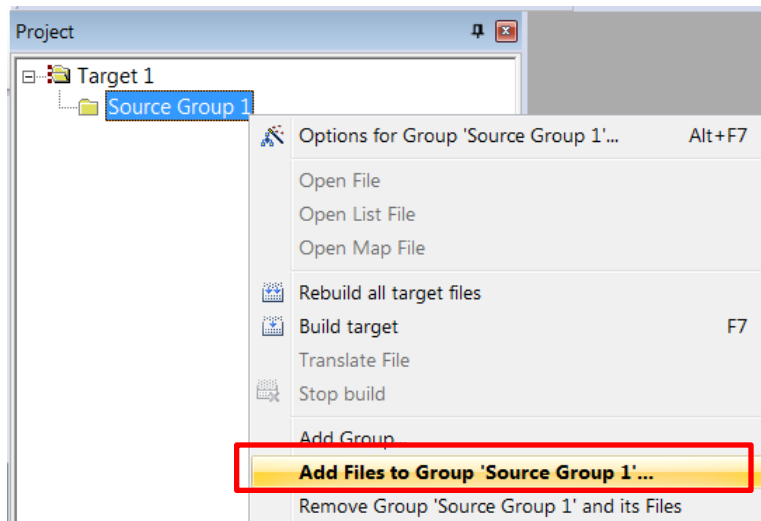 Project
Target 1
Source Group 1
Options for Group 'Source Group 1'... Alt+F7
Open File
Open List File
Open Map File
Rebuild all target files
Build target F7
Translate File
Stop build
Add Group
Add Files to Group 'Source Group 1'...
Remove Group 'Source Group 1' and its Files